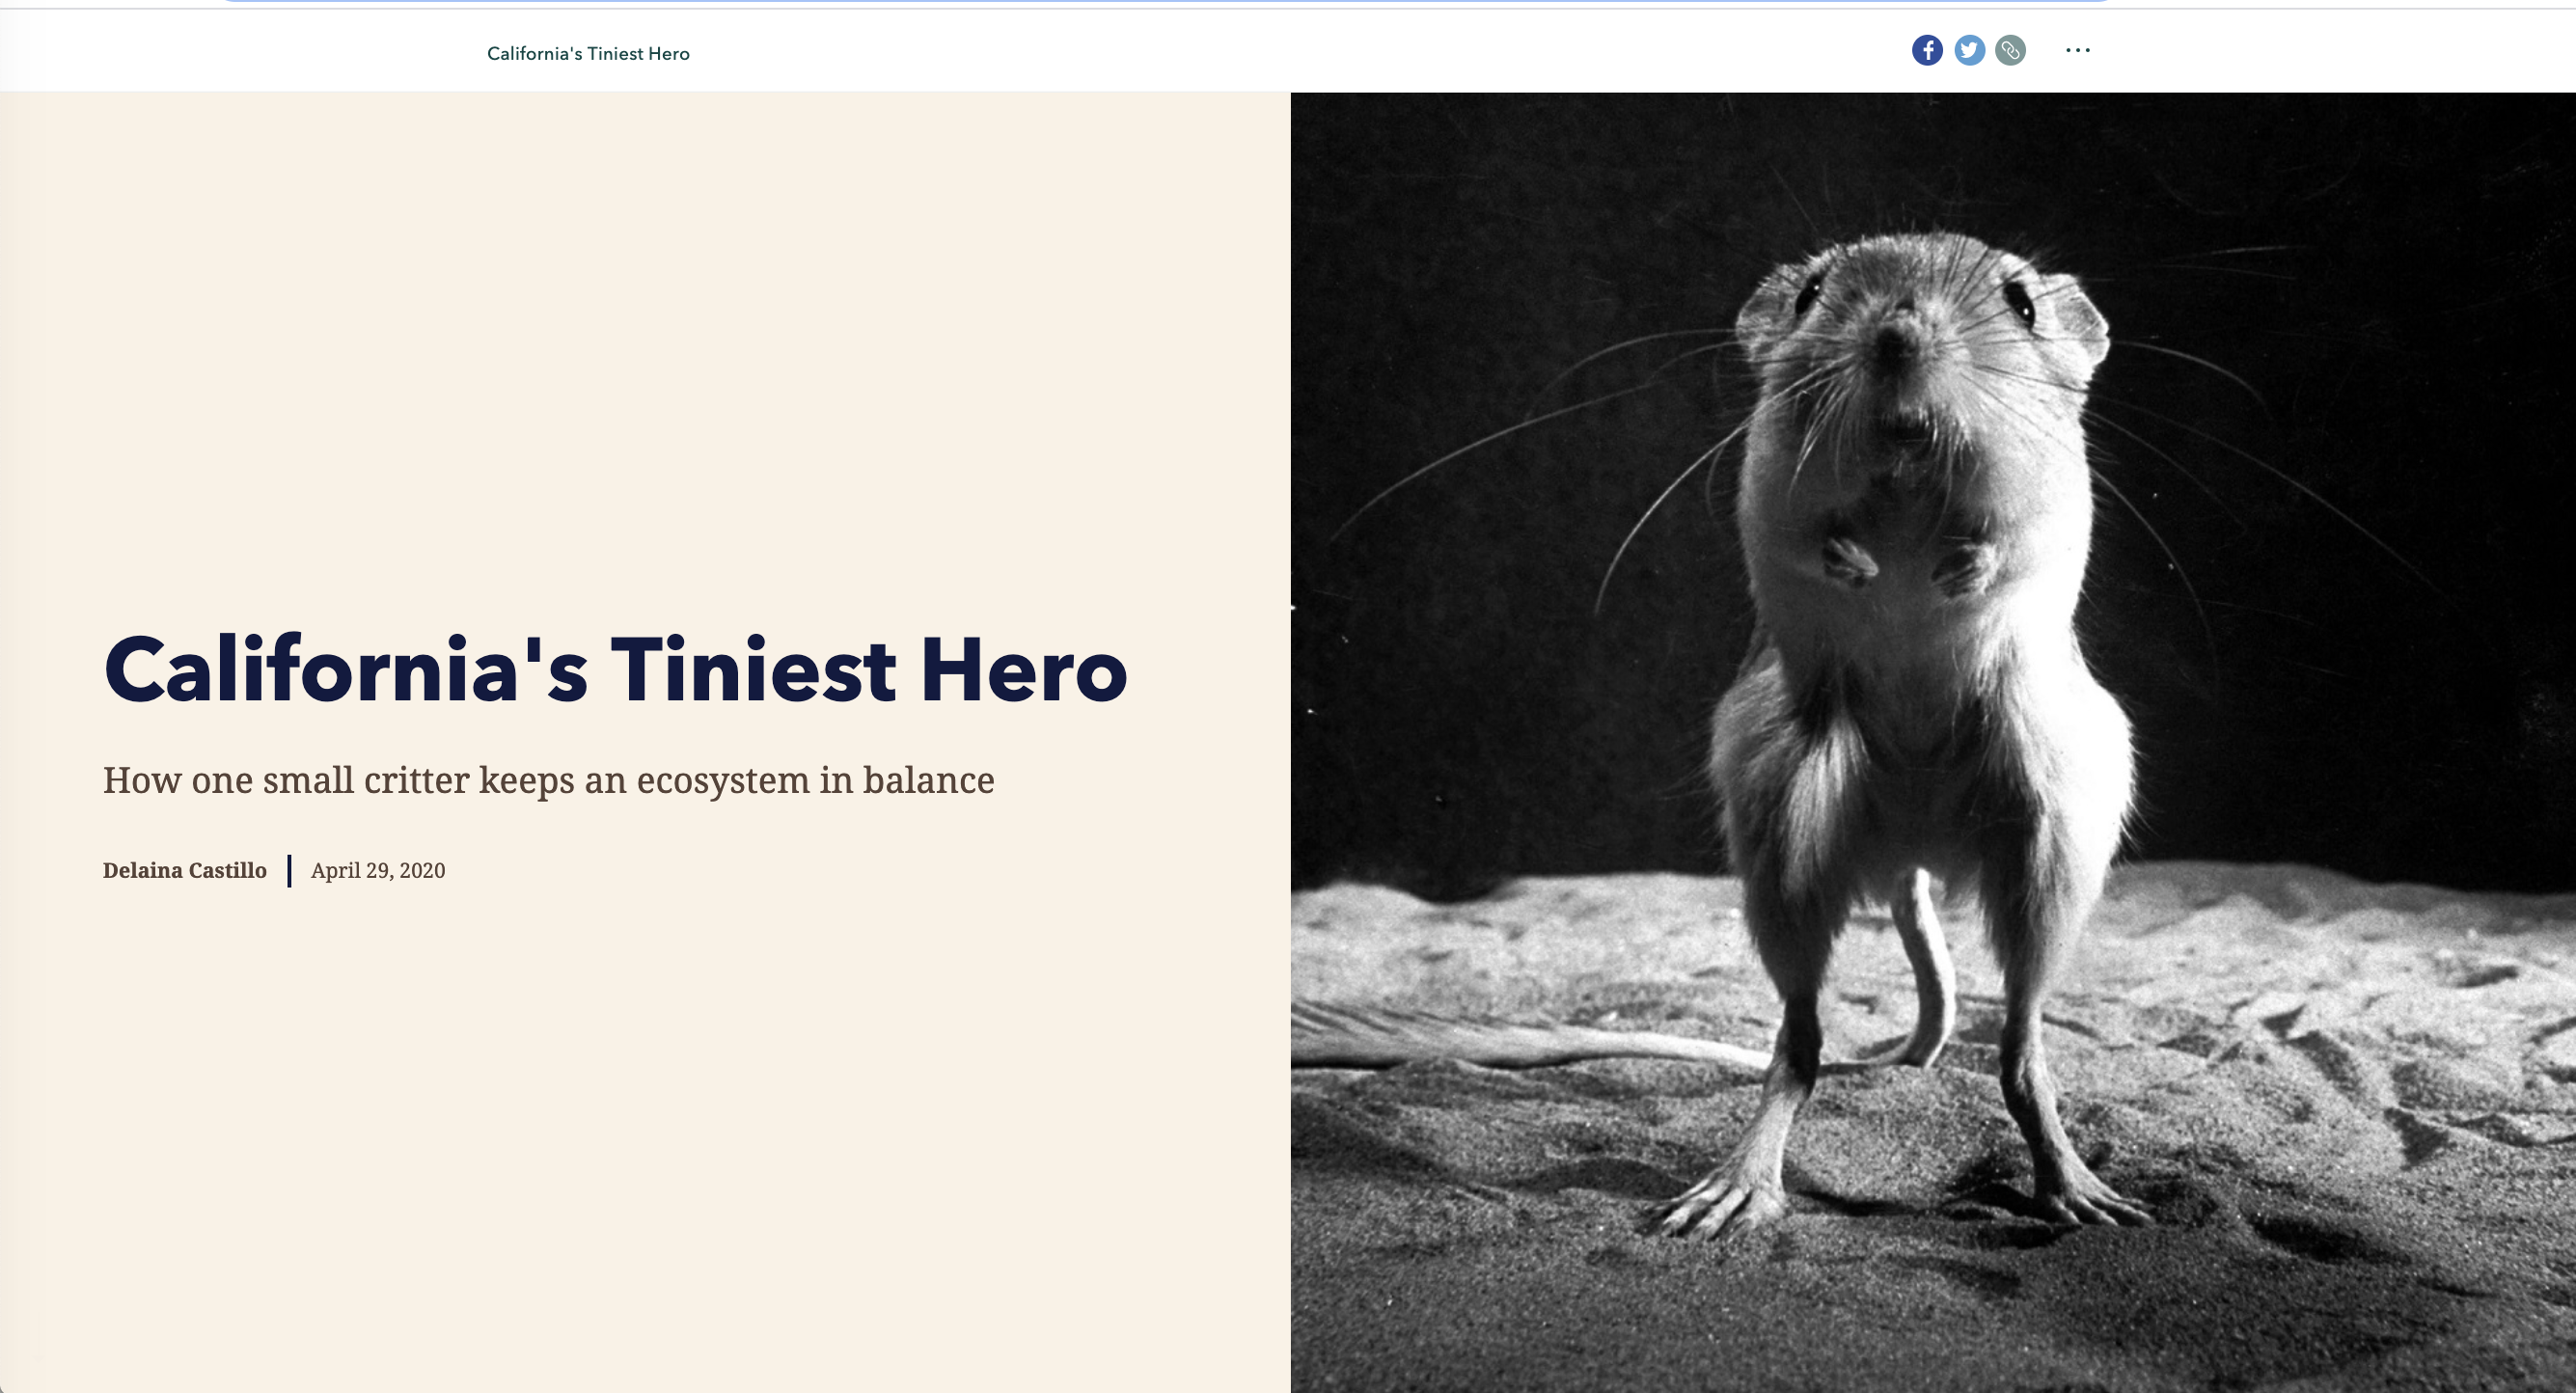 California's Tiniest Hero
California's Tiniest Hero
How one small critter keeps an ecosystem in balance
Delaina Castillo | April 29, 2020